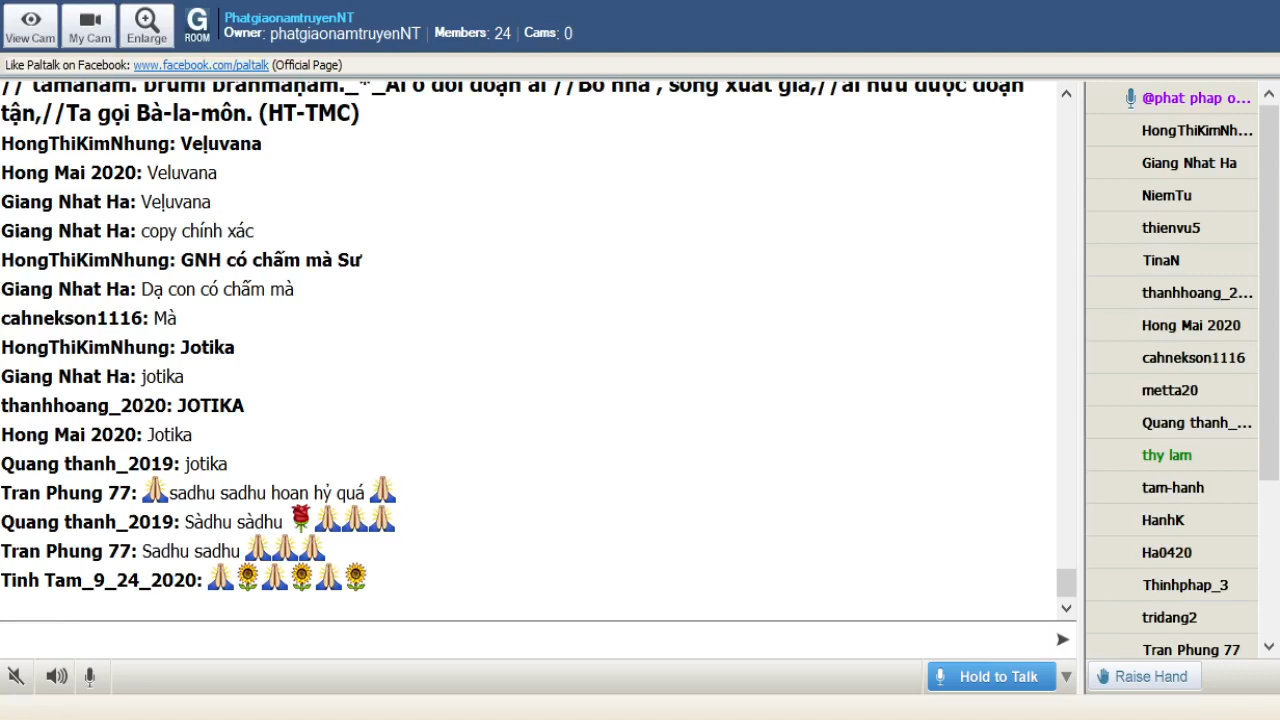 View Cam
My Cam
Enlarge
G
ROOM
PhatgiaonamtruyenNT
Owner: phatgiaonamtruyenNT | Members: 24 | Cams: 0
Like Paltalk on Facebook: www.facebook.com/paltalk (Official Page)
tận,//Ta gọi Bà-la-môn. (HT-TMC)
HongThiKimNhung: Veḷuvana
Hong Mai 2020: Veluvana
Giang Nhat Ha: Veḷuvana
Giang Nhat Ha: copy chính xác
HongThiKimNhung: GNH có chấm mà Sư
Giang Nhat Ha: Dạ con có chấm mà
cahnekson1116: Mà
HongThiKimNhung: Jotika
Giang Nhat Ha: jotika
thanhhoang_2020: JOTIKA
Hong Mai 2020: Jotika
Quang thanh_2019: jotika
Tran Phung 77: sadhu sadhu hoan hỷ quá
Quang thanh_2019: Sàdhu sàdhu
Tran Phung 77: Sadhu sadhu
Tinh Tam_9_24_2020:
@phat phap o...
HongThiKimNh...
Giang Nhat Ha
NiemTu
thienvu5
TinaN
thanhhoang_2...
Hong Mai 2020
cahnekson1116
metta20
Quang thanh_...
thy lam
tam-hanh
HanhK
Ha0420
Thinhphap_3
tridang2
Tran Phung 77
Hold to Talk
Raise Hand